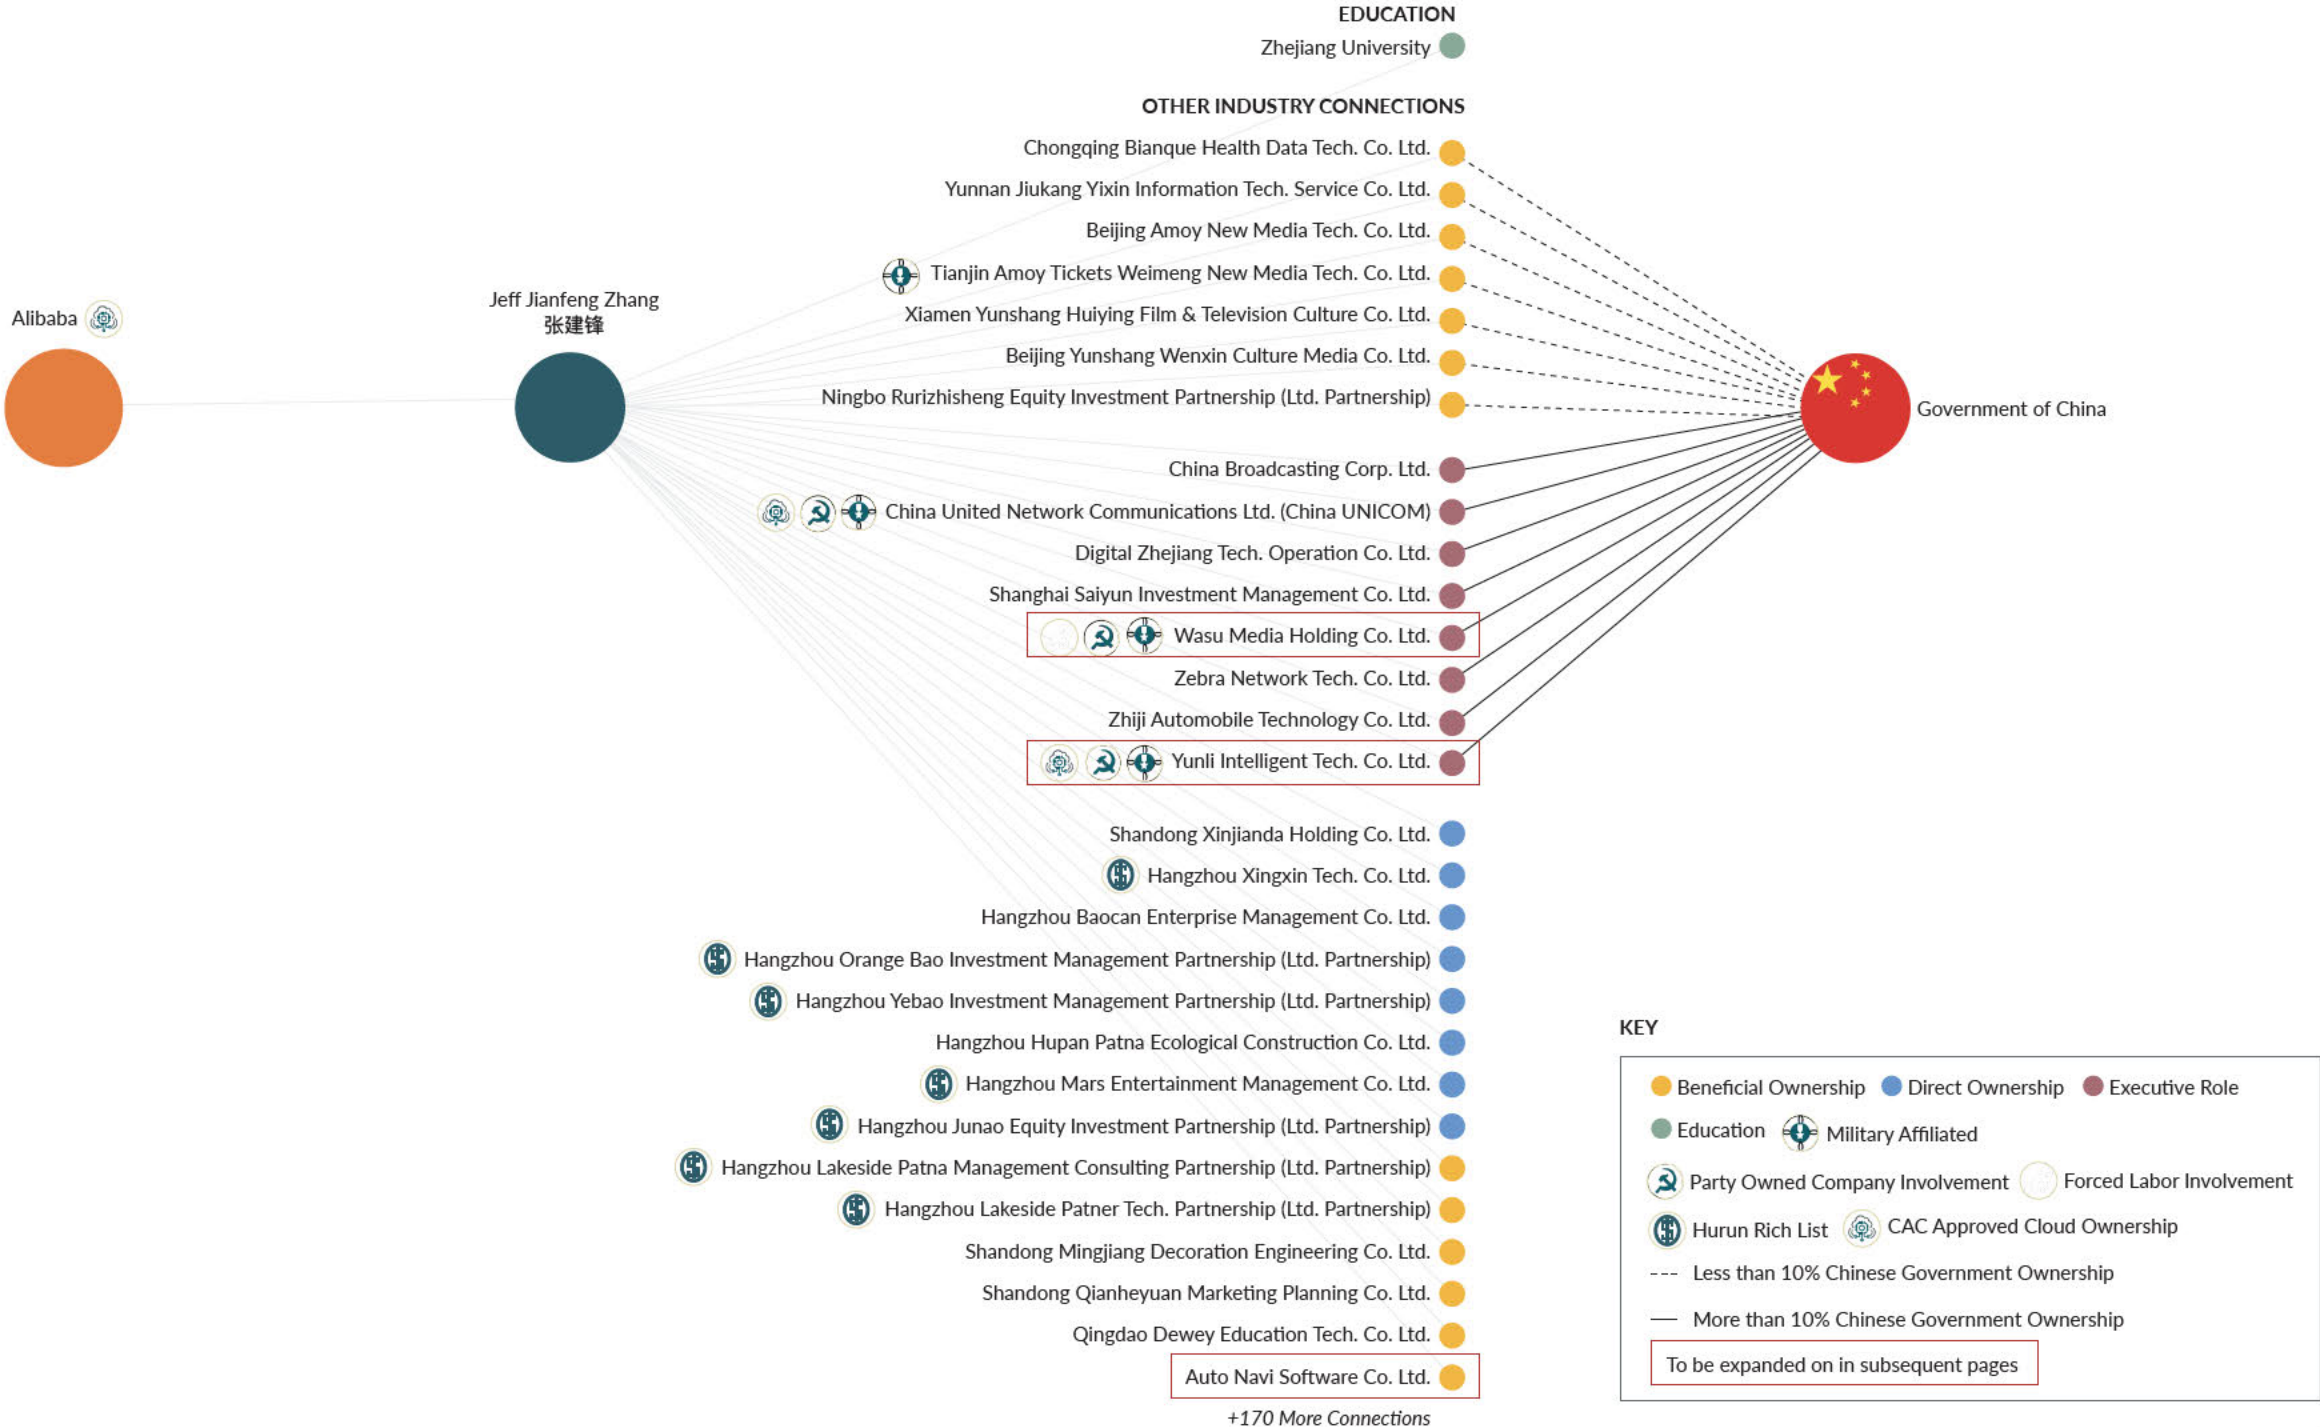 EDUCATION
Zhejiang University
OTHER INDUSTRY CONNECTIONS
Chongqing Bianque Health Data Tech. Co. Ltd.
Yunnan Jiukang Yixin Information Tech. Service Co. Ltd.
Beijing Amoy New Media Tech. Co. Ltd.
Tianjin Amoy Tickets Weimeng New Media Tech. Co. Ltd.
Xiamen Yunshang Huiying Film & Television Culture Co. Ltd.
Beijing Yunshang Wenxin Culture Media Co. Ltd.
Ningbo Rurizhisheng Equity Investment Partnership (Ltd. Partnership)
Alibaba
Jeff Jianfeng Zhang
张建锋
Government of China
China Broadcasting Corp. Ltd.
China United Network Communications Ltd. (China UNICOM)
Digital Zhejiang Tech. Operation Co. Ltd.
Shanghai Saiyun Investment Management Co. Ltd.
Wasu Media Holding Co. Ltd.
Zebra Network Tech. Co. Ltd.
Zhiji Automobile Technology Co. Ltd.
Yunli Intelligent Tech. Co. Ltd.
Shandong Xinjianda Holding Co. Ltd.
Hangzhou Xingxin Tech. Co. Ltd.
Hangzhou Baocan Enterprise Management Co. Ltd.
Hangzhou Orange Bao Investment Management Partnership (Ltd. Partnership)
Hangzhou Yebao Investment Management Partnership (Ltd. Partnership)
Hangzhou Hupan Patna Ecological Construction Co. Ltd.
Hangzhou Mars Entertainment Management Co. Ltd.
Hangzhou Junao Equity Investment Partnership (Ltd. Partnership)
Hangzhou Lakeside Patna Management Consulting Partnership (Ltd. Partnership)
Hangzhou Lakeside Patner Tech. Partnership (Ltd. Partnership)
Shandong Mingjiang Decoration Engineering Co. Ltd.
Shandong Qianheyuan Marketing Planning Co. Ltd.
Qingdao Dewey Education Tech. Co. Ltd.
Auto Navi Software Co. Ltd.
+170 More Connections
KEY
Beneficial Ownership Direct Ownership Executive Role
Education Military Affiliated
Party Owned Company Involvement Forced Labor Involvement
Hurun Rich List CAC Approved Cloud Ownership
Less than 10% Chinese Government Ownership
More than 10% Chinese Government Ownership
To be expanded on in subsequent pages